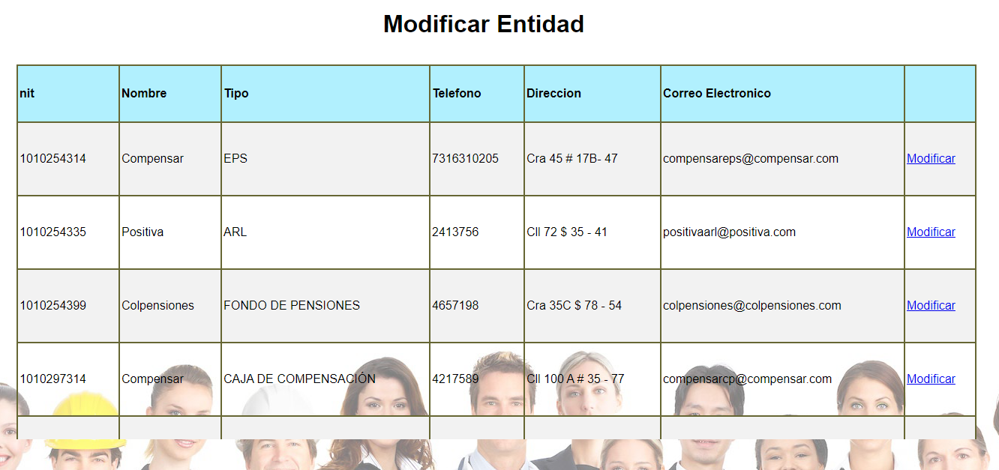 Modificar Entidad
nit Nombre Tipo Telefono Direccion Correo Electronico
1010254314 Compensar EPS 7316310205 Cra 45 # 17B- 47 compensareps@compensar.com Modificar
1010254335 Positiva ARL 2413756 Cll 72 $ 35 - 41 positivaarl@positiva.com Modificar
1010254399 Colpensiones FONDO DE PENSIONES 4657198 Cra 35C $ 78 - 54 colpensiones@colpensiones.com Modificar
1010297314 Compensar CAJA DE COMPENSACIÓN 4217589 Cll 100 A # 35 - 77 compensarcp@compensar.com Modificar